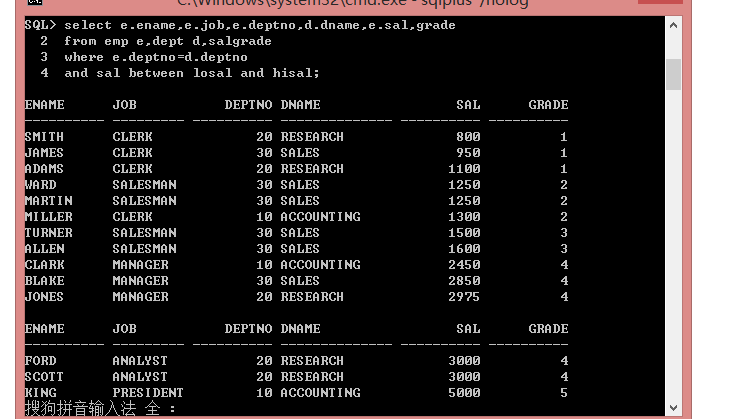 C:\Windows\system32\cmd.exe - sqlplus /nolog
SQL> select e.ename,e.job,e.deptno,d.dname,e.sal,grade
2 from emp e,dept d,salgrade
3 where e.deptno=d.deptno
4 and sal between losal and hisal;
ENAME JOB DEPTNO DNAME SAL GRADE
---------- --------- ---------- -------------- ---------- ----------
SMITH CLERK 20 RESEARCH 800 1
JAMES CLERK 30 SALES 950 1
ADAMS CLERK 20 RESEARCH 1100 1
WARD SALESMAN 30 SALES 1250 2
MARTIN SALESMAN 30 SALES 1250 2
MILLER CLERK 10 ACCOUNTING 1300 2
TURNER SALESMAN 30 SALES 1500 3
ALLEN SALESMAN 30 SALES 1600 3
CLARK MANAGER 10 ACCOUNTING 2450 4
BLAKE MANAGER 30 SALES 2850 4
JONES MANAGER 20 RESEARCH 2975 4
ENAME JOB DEPTNO DNAME SAL GRADE
---------- --------- ---------- -------------- ---------- ----------
FORD ANALYST 20 RESEARCH 3000 4
SCOTT ANALYST 20 RESEARCH 3000 4
KING PRESIDENT 10 ACCOUNTING 5000 5
搜狗拼音输入法 全 :